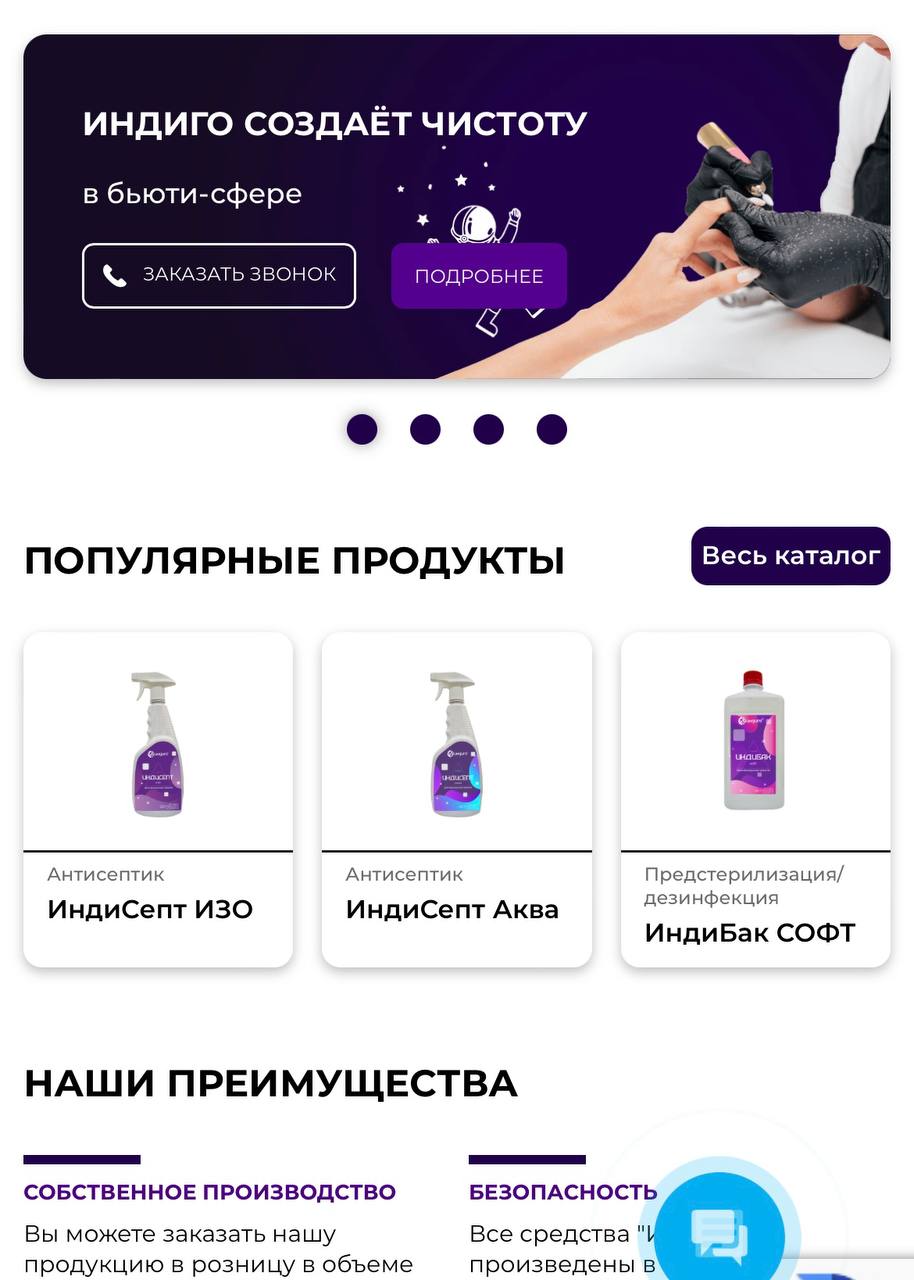 ИНДИГО СОЗДАЁТ ЧИСТОТУ
в бьюти-сфере
ЗАКАЗАТЬ ЗВОНОК
ПОДРОБНЕЕ
ПОПУЛЯРНЫЕ ПРОДУКТЫ
Весь каталог
ИНДИСЕПТ
ИНДИСЕПТ
ИНДИБАК
Антисептик
ИндиСепт ИЗО
Антисептик
ИндиСепт Аква
Предстерилизация/
дезинфекция
ИндиБак СОФТ
НАШИ ПРЕИМУЩЕСТВА
СОБСТВЕННОЕ ПРОИЗВОДСТВО
Вы можете заказать нашу
продукцию в розницу в объеме
БЕЗОПАСНОСТЬ
Все средства "И
произведены в